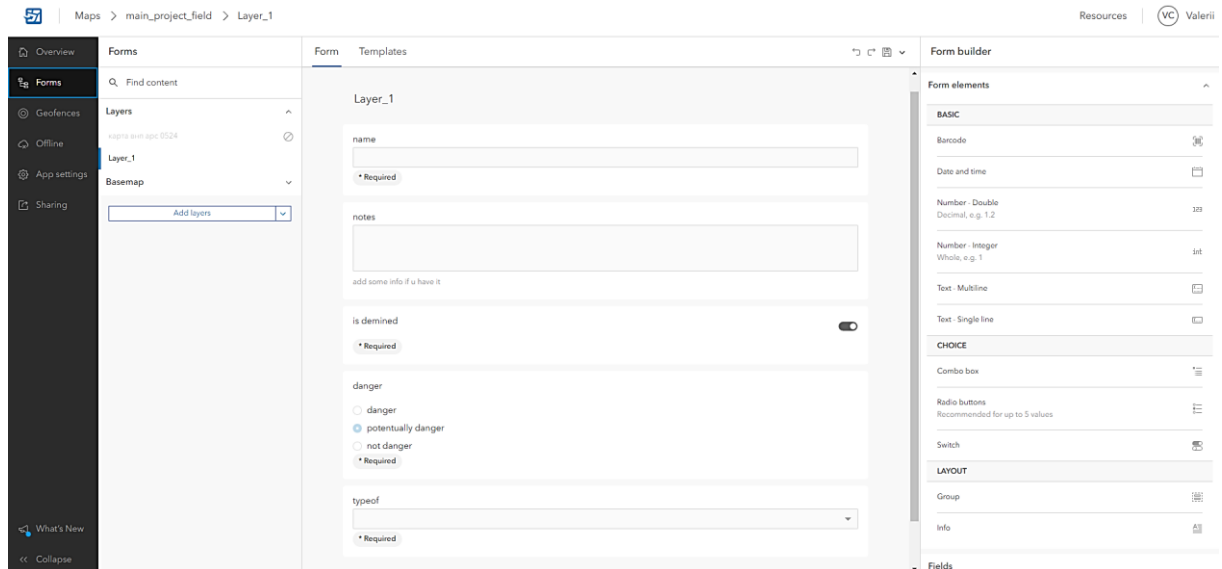 Maps > main_project_field > Layer_1
Resources
VC Valerii
Overview
Forms
Geofences
Offline
App settings
Sharing
What's New
<< Collapse
Forms
Find content
Layers
карта 0524
Layer_1
Basemap
Add layers
Form Templates
Layer_1
name
* Required
notes
add some info if u have it
is demined
* Required
danger
danger
potentually danger
not danger
* Required
typeof
* Required
Form builder
Form elements
BASIC
Barcode
Date and time
Number - Double
Decimal, e.g. 1.2
123
Number - Integer
Whole, e.g. 1
int
Text - Multiline
Text - Single line
CHOICE
Combo box
Radio buttons
Recommended for up to 5 values
Switch
LAYOUT
Group
Info
Fields